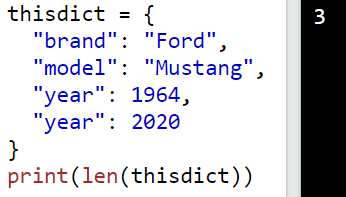 thisdict = {
  "brand": "Ford",
  "model": "Mustang",
  "year": 1964,
  "year": 2020
}
print(len(thisdict))
3